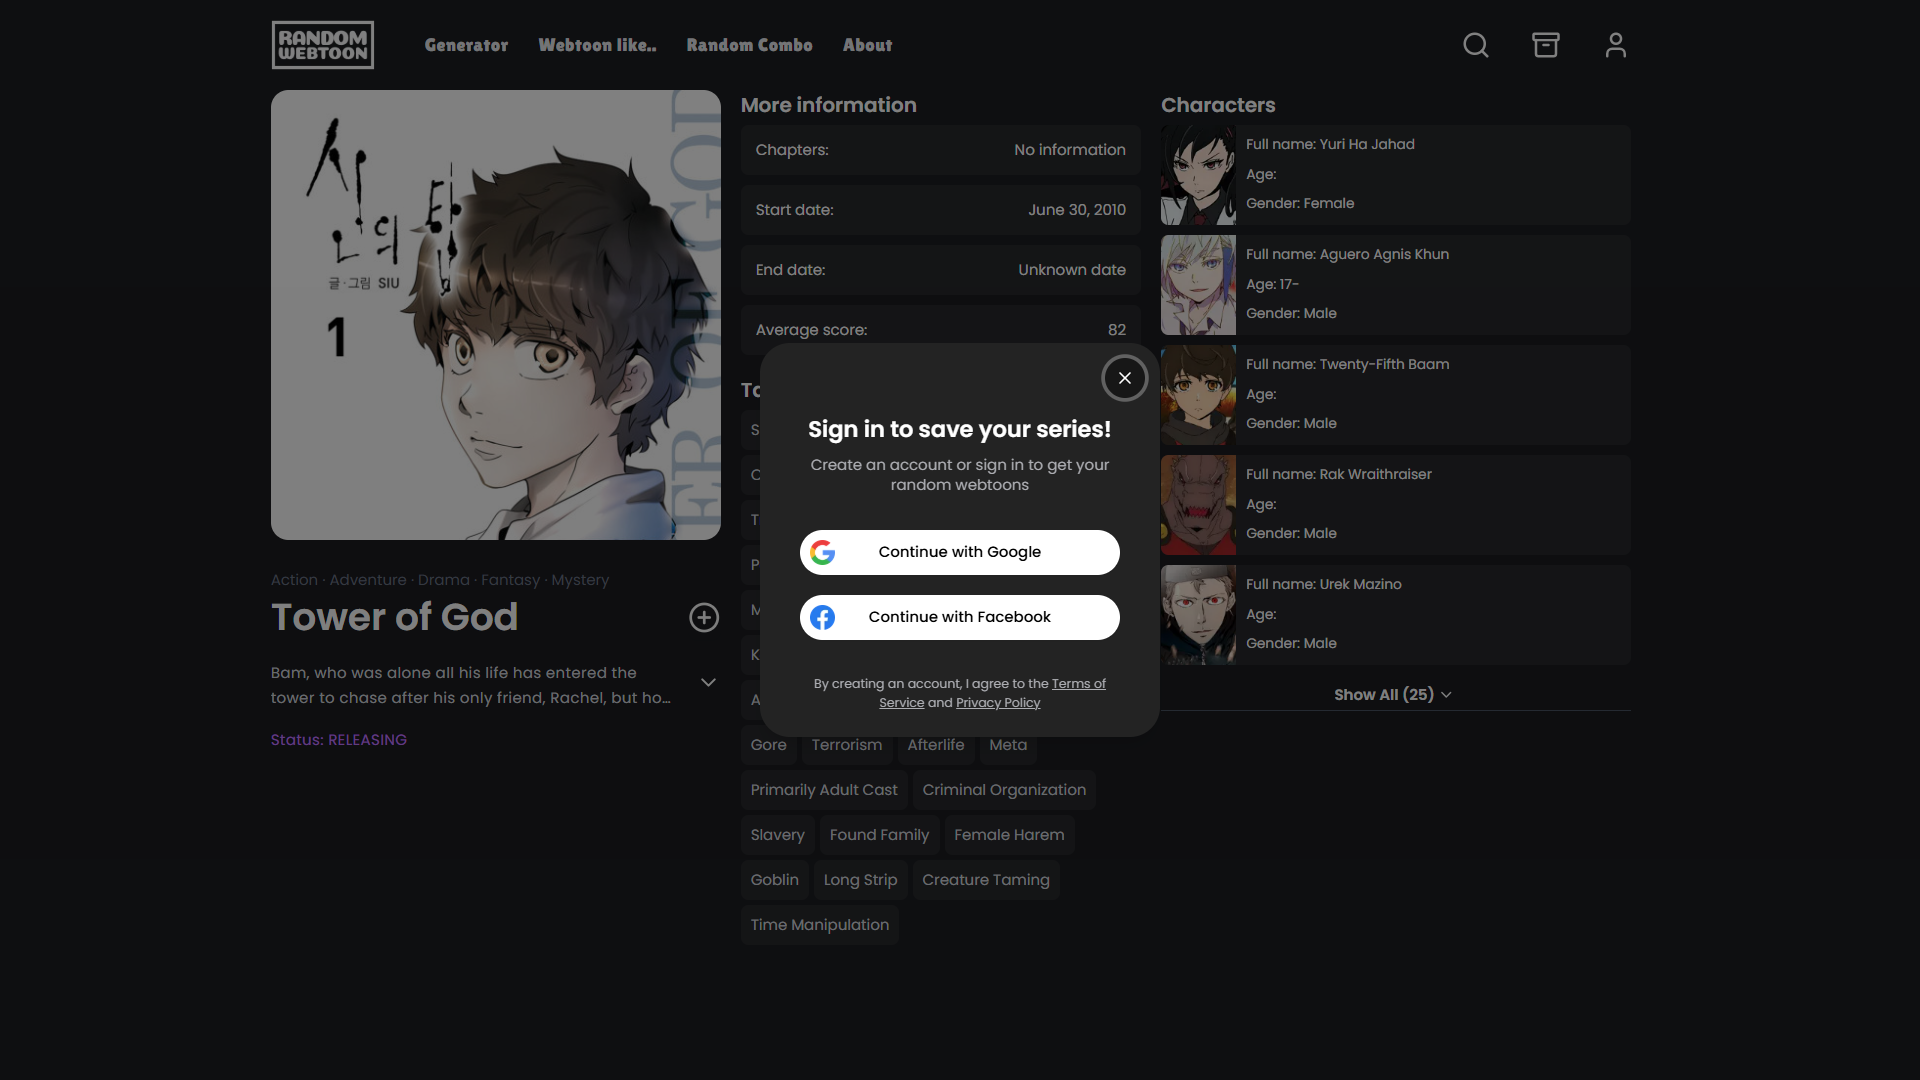 RANDOM
WEBTOON
Generator
Webtoon like..
Random Combo
About
신의 탑
글·그림 SIU
1
Action · Adventure · Drama · Fantasy · Mystery
Tower of God
Bam, who was alone all his life has entered the
tower to chase after his only friend, Rachel, but ho...
Status: RELEASING
More information
Chapters: No information
Start date: June 30, 2010
End date: Unknown date
Average score: 82
Sign in to save your series!
Create an account or sign in to get your
random webtoons
Continue with Google
Continue with Facebook
By creating an account, I agree to the Terms of
Service and Privacy Policy
Gore
Terrorism
Afterlife
Meta
Primarily Adult Cast
Criminal Organization
Slavery
Found Family
Female Harem
Goblin
Long Strip
Creature Taming
Time Manipulation
Characters
Full name: Yuri Ha Jahad
Age:
Gender: Female
Full name: Aguero Agnis Khun
Age: 17-
Gender: Male
Full name: Twenty-Fifth Baam
Age:
Gender: Male
Full name: Rak Wraithraiser
Age:
Gender: Male
Full name: Urek Mazino
Age:
Gender: Male
Show All (25)